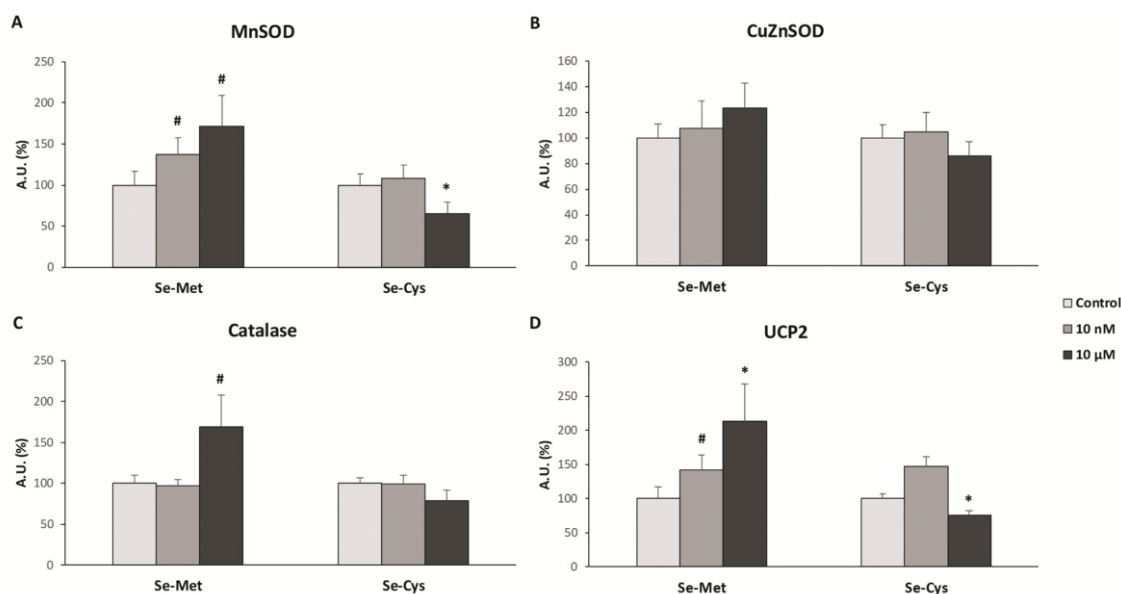 A
MnSOD
A.U. (%)
250
200
150
100
50
0
#
#
*
Se-Met
Se-Cys
B
CuZnSOD
160
140
120
100
80
60
40
20
0
Se-Met
Se-Cys
C
Catalase
A.U. (%)
250
200
150
100
50
0
#
Se-Met
Se-Cys
D
UCP2
A.U. (%)
300
250
200
150
100
50
0
#
*
*
Se-Met
Se-Cys
Control
10 nM
10 µM